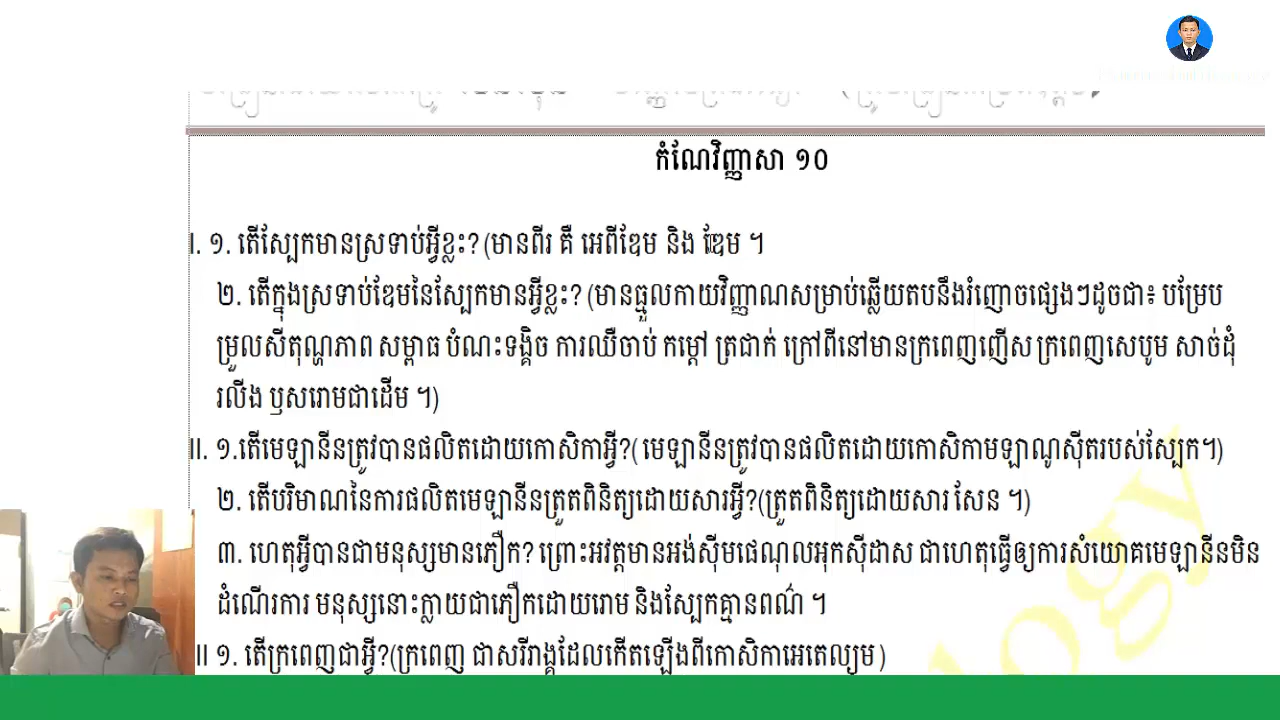 កំណែវិញ្ញាសា ១០
I. ១. តើស្បែកមានស្រទាប់អ្វីខ្លះ? (មានពីរ គឺ អេពីឌែម និង ឌែម ។
២. តើក្នុងស្រទាប់ឌែមនៃស្បែកមានអ្វីខ្លះ? (មានធ្មួលកាយវិញ្ញាណសម្រាប់ឆ្លើយតបនឹងរំញោចផ្សេងៗដូចជា៖ បម្រែប
ម្រួលសីតុណ្ហភាព សម្ពាធ បំណះទង្គិច ការឈឺចាប់ កម្ដៅ ត្រជាក់ ក្រៅពីនៅមានក្រពេញញើស ក្រពេញសេបូម សាច់ដុំ
រលីង ឫសរោមជាដើម ។)
II. ១.តើមេឡានីនត្រូវបានផលិតដោយកោសិកាអ្វី?( មេឡានីនត្រូវបានផលិតដោយកោសិកាមឡាណូស៊ីតរបស់ស្បែក។)
២. តើបរិមាណនៃការផលិតមេឡានីនត្រួតពិនិត្យដោយសារអ្វី?(ត្រួតពិនិត្យដោយសារ សែន ។)
៣. ហេតុអ្វីបានជាមនុស្សមានភឿក? ព្រោះអវត្តមានអង់ស៊ីមផេណុលអុកស៊ីដាស ជាហេតុធ្វើឲ្យការសំយោគមេឡានីនមិន
ដំណើរការ មនុស្សនោះក្លាយជាភឿកដោយរោម និងស្បែកគ្មានពណ៌ ។
II ១. តើក្រពេញជាអ្វី?(ក្រពេញ ជាសរីរាង្គដែលកើតឡើងពីកោសិកាអេតេល្យូម )
logy